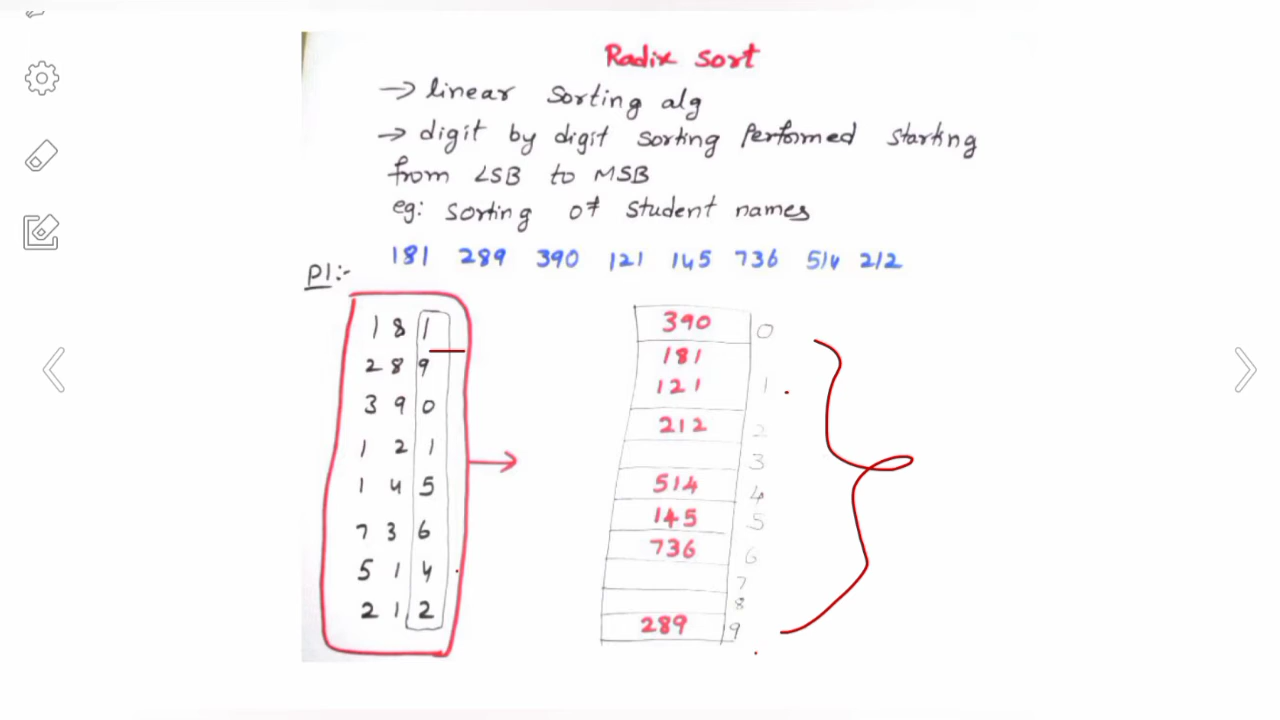 Radix sort
→ linear sorting alg
→ digit by digit sorting performed starting
from LSB to MSB
eg: sorting of student names
181 289 390 121 145 736 514 212
P1:-
1 8 1
2 8 9
3 9 0
1 2 1
1 4 5
7 3 6
5 1 4
2 1 2
390 0
181
121 1
212 2
3
514 4
145 5
736 6
7
8
289 9